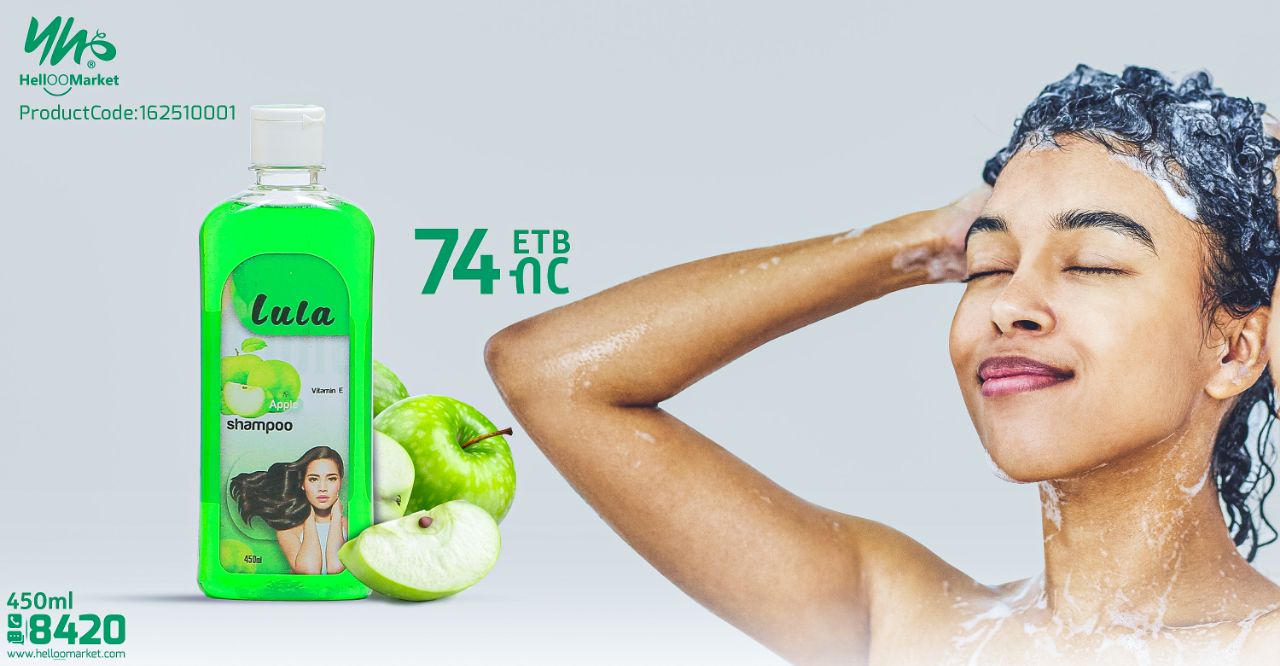 HellOOMarket
ProductCode:162510001
74 ETB
ብር
lula
Vitamin E
Apple
shampoo
450ml
450ml
8420
www.helloomarket.com